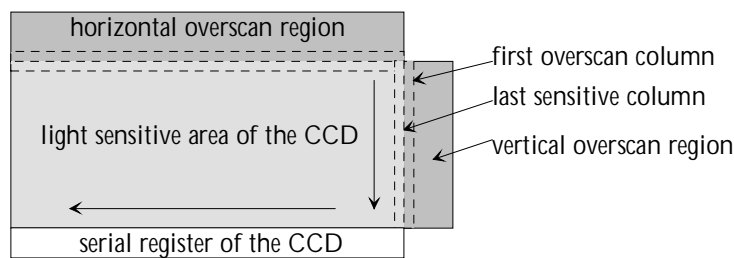 horizontal overscan region
first overscan column
last sensitive column
light sensitive area of the CCD
vertical overscan region
serial register of the CCD